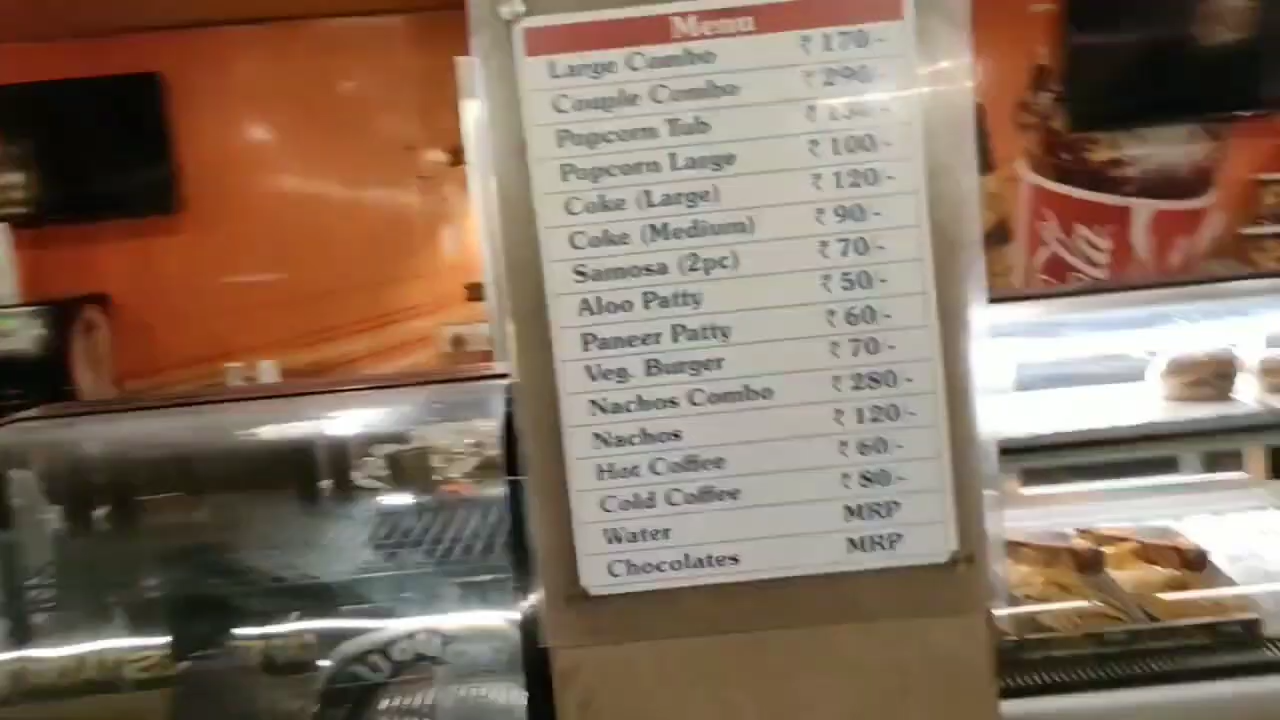 Menu
Large Combo ₹ 170/-
Couple Combo ₹ 290/-
Popcorn Tub
Popcorn Large ₹ 100/-
Coke (Large) ₹ 120/-
Coke (Medium) ₹ 90/-
Samosa (2pc) ₹ 70/-
Aloo Patty ₹ 50/-
Paneer Patty ₹ 60/-
Veg. Burger ₹ 70/-
Nachos Combo ₹ 280/-
Nachos ₹ 120/-
Hot Coffee ₹ 60/-
Cold Coffee ₹ 80/-
Water MRP
Chocolates MRP